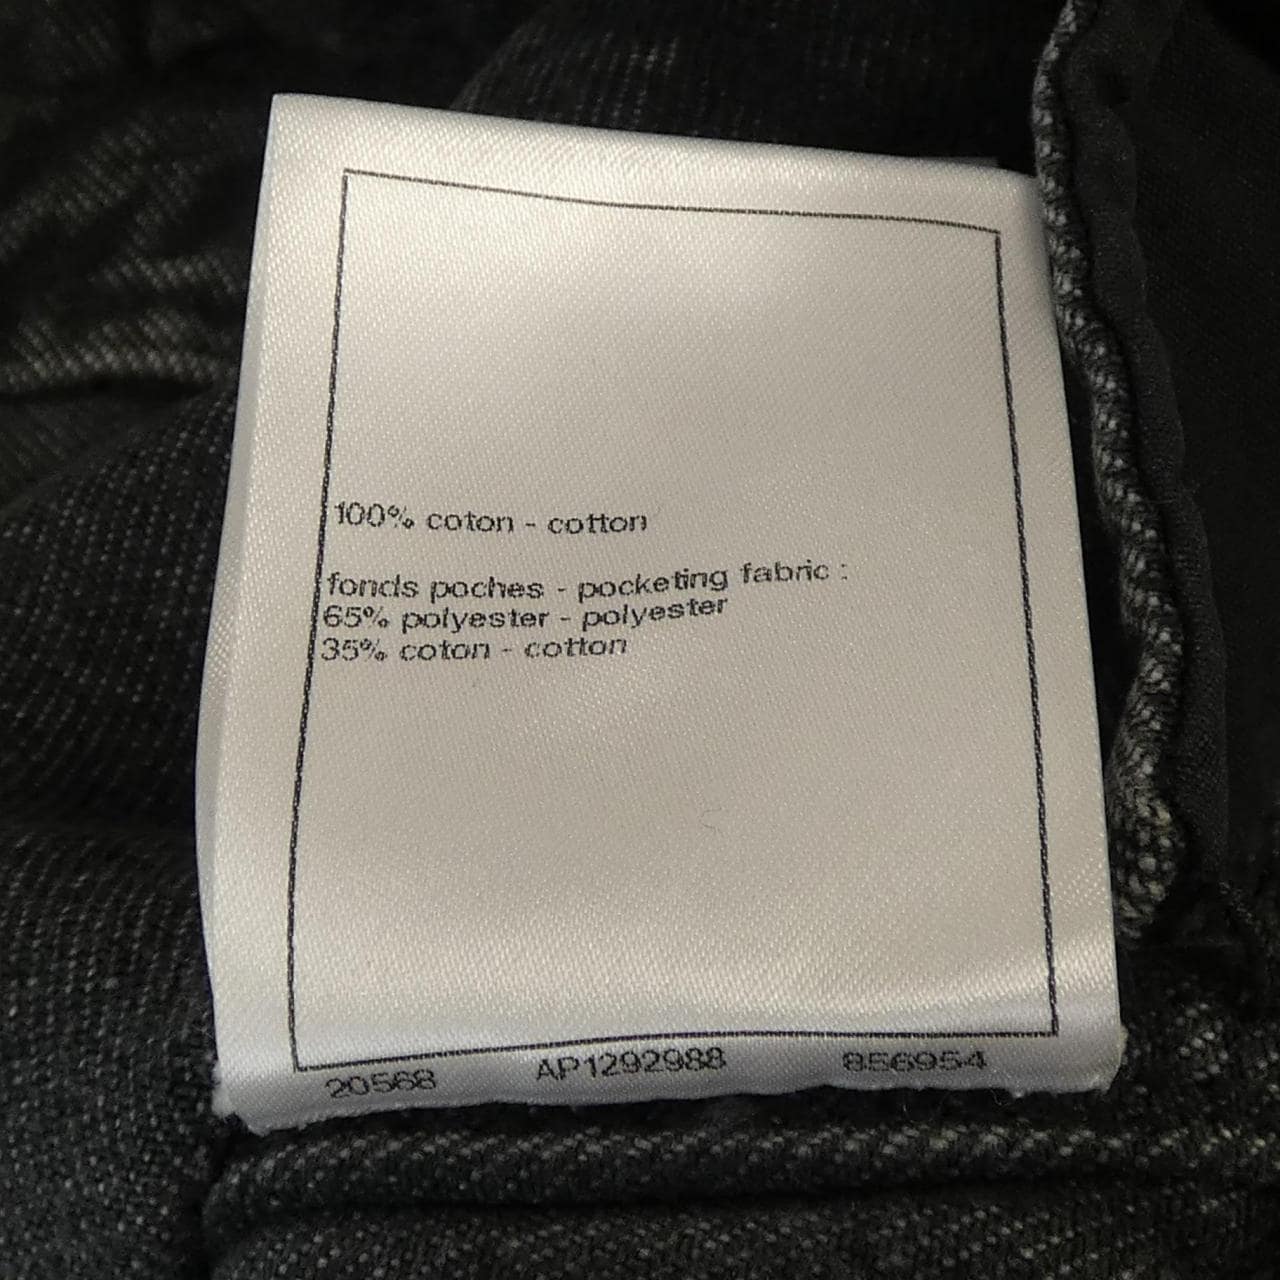 100% coton - cotton
fonds poches - pocketing fabric :
65% polyester - polyester
35% coton - cotton
20568 AP1292988 856954